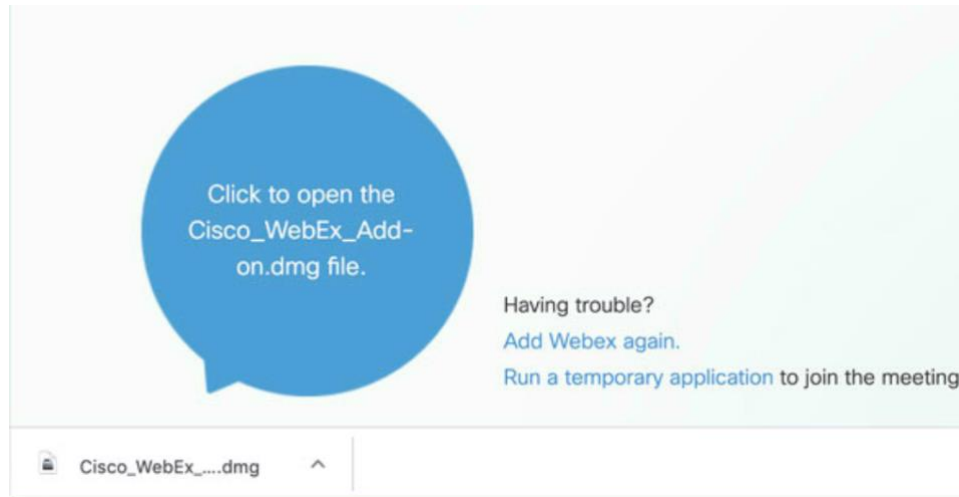 Click to open the
Cisco_WebEx_Add-
on.dmg file.
Having trouble?
Add Webex again.
Run a temporary application to join the meeting
Cisco_WebEx_....dmg